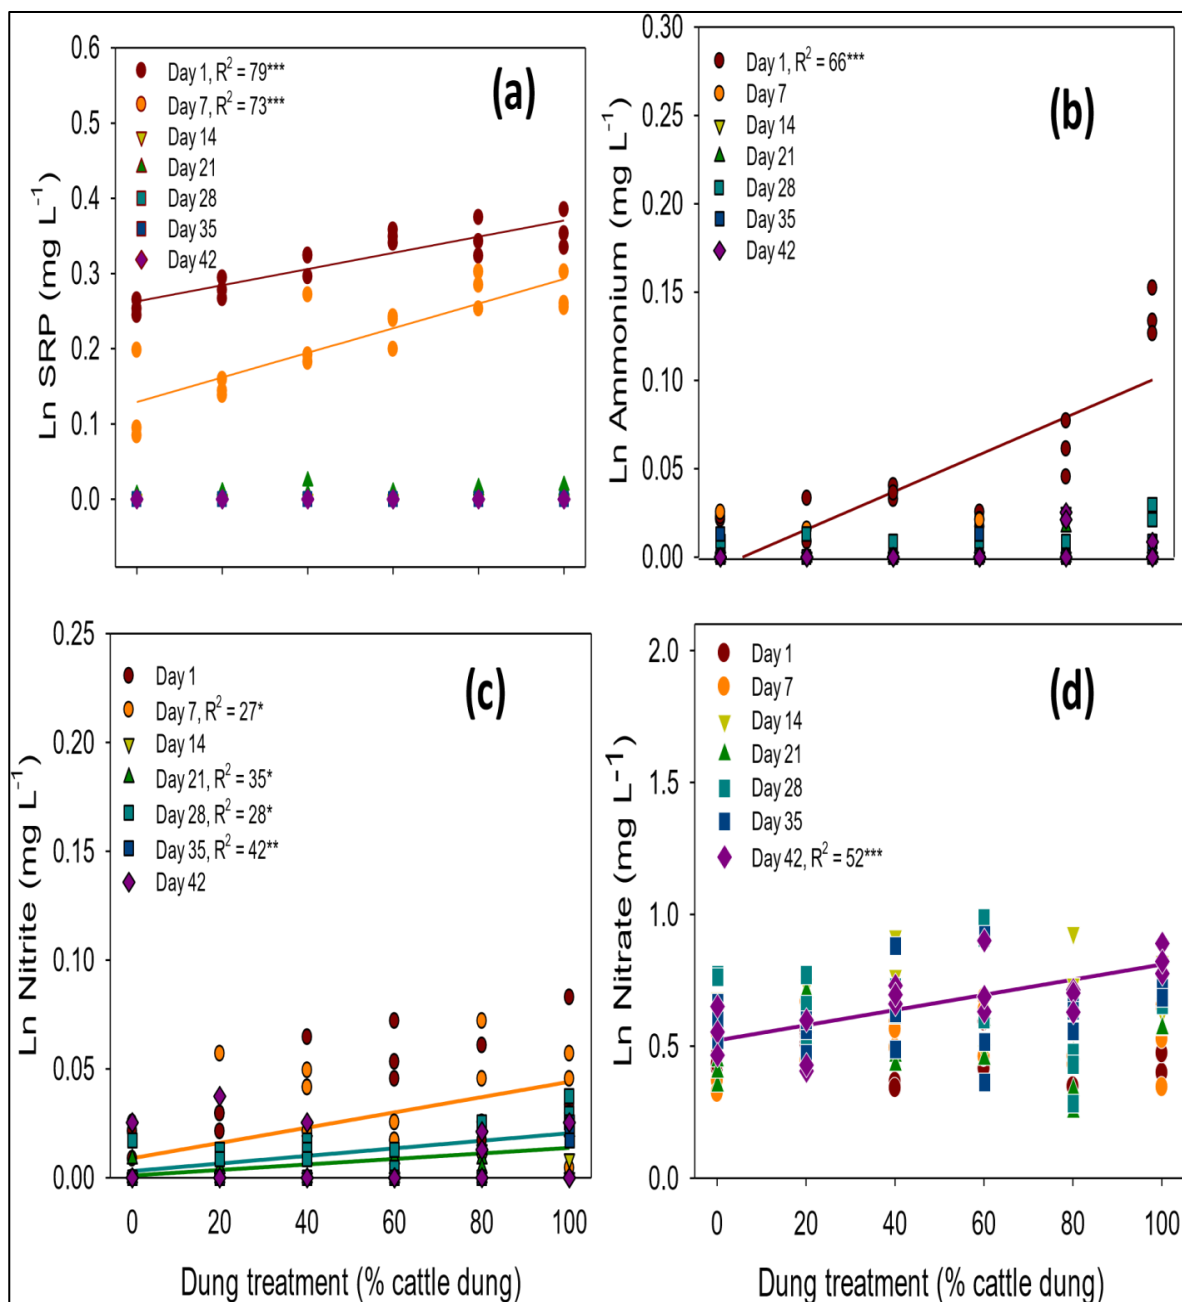 (a)
Ln SRP (mg L⁻¹)
0.6
0.5
0.4
0.3
0.2
0.1
0.0
Day 1, R² = 79***
Day 7, R² = 73***
Day 14
Day 21
Day 28
Day 35
Day 42
(b)
Ln Ammonium (mg L⁻¹)
0.30
0.25
0.20
0.15
0.10
0.05
0.00
Day 1, R² = 66***
Day 7
Day 14
Day 21
Day 28
Day 35
Day 42
(c)
Ln Nitrite (mg L⁻¹)
0.25
0.20
0.15
0.10
0.05
0.00
Day 1
Day 7, R² = 27*
Day 14
Day 21, R² = 35*
Day 28, R² = 28*
Day 35, R² = 42**
Day 42
0 20 40 60 80 100
Dung treatment (% cattle dung)
(d)
Ln Nitrate (mg L-1)
2.0
1.5
1.0
0.5
0.0
Day 1
Day 7
Day 14
Day 21
Day 28
Day 35
Day 42, R² = 52***
0 20 40 60 80 100
Dung treatment (% cattle dung)